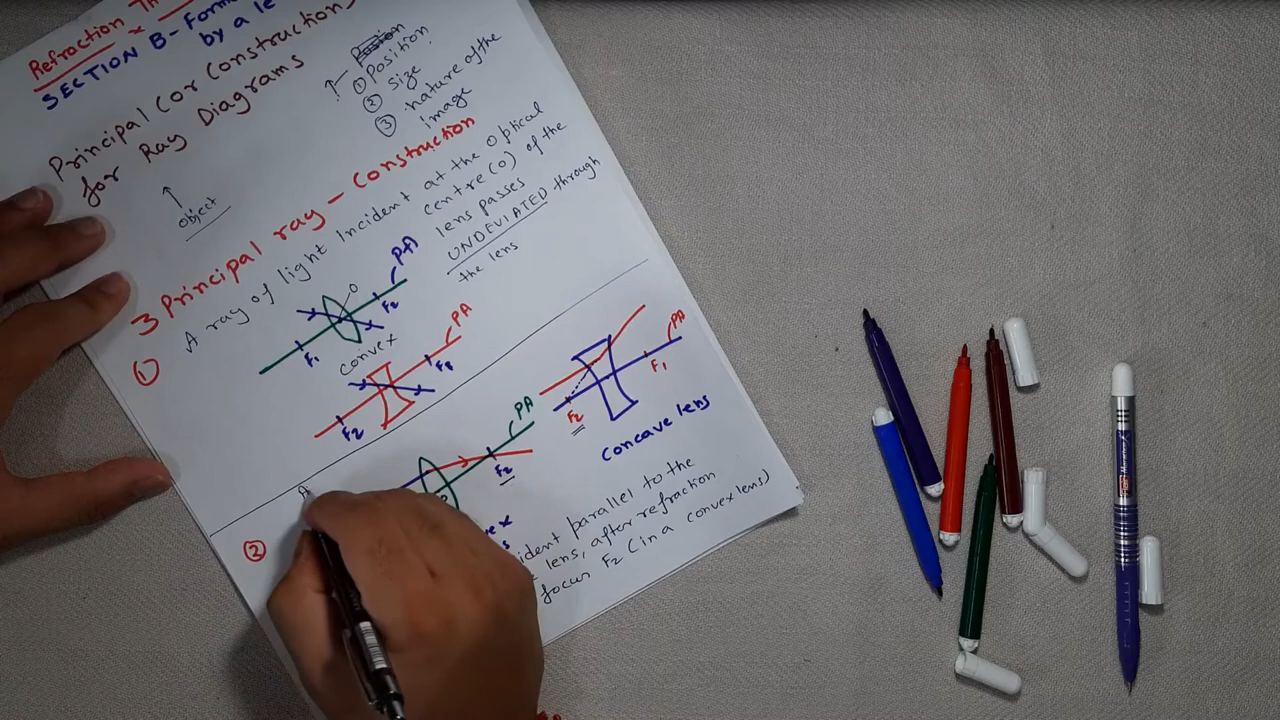 Refraction Th
SECTION B- Forma
by a le
Principal (or Construction)
for Ray Diagrams
① Position
② size
③ nature of the
image
object
3 Principal ray - Construction
① A ray of light Incident at the optical
centre (O) of the
lens passes
UNDEVIATED through
the lens
O
PA
F2
F1
convex
PA
F2
PA
F2
PA
F1
F2
concave lens
②
A
ident parallel to the
lens, after refraction
focus F2 (in a convex lens)